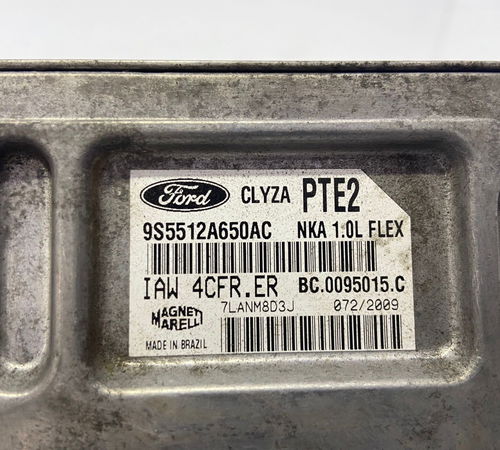 Ford CLYZA PTE2
9S5512A650AC NKA 1.0L FLEX
IAW 4CFR.ER BC.0095015.C
MAGNETI MARELLI 7LANM8D3J 072/2009
MADE IN BRAZIL